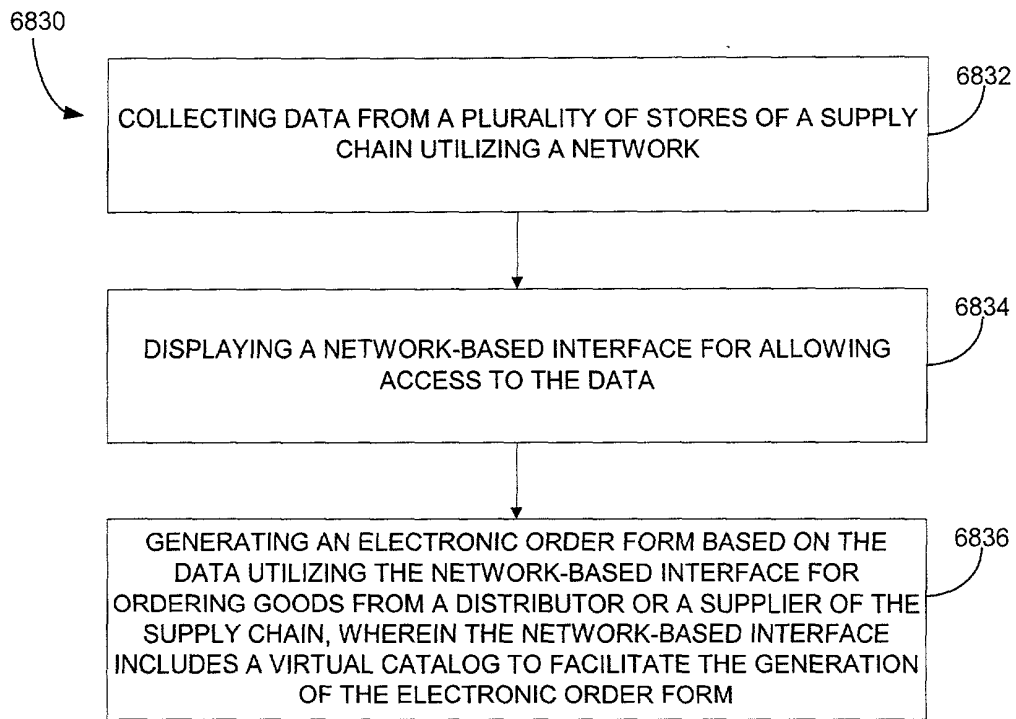 6830
COLLECTING DATA FROM A PLURALITY OF STORES OF A SUPPLY
CHAIN UTILIZING A NETWORK
6832
DISPLAYING A NETWORK-BASED INTERFACE FOR ALLOWING
ACCESS TO THE DATA
6834
GENERATING AN ELECTRONIC ORDER FORM BASED ON THE
DATA UTILIZING THE NETWORK-BASED INTERFACE FOR
ORDERING GOODS FROM A DISTRIBUTOR OR A SUPPLIER OF THE
SUPPLY CHAIN, WHEREIN THE NETWORK-BASED INTERFACE
INCLUDES A VIRTUAL CATALOG TO FACILITATE THE GENERATION
OF THE ELECTRONIC ORDER FORM
6836